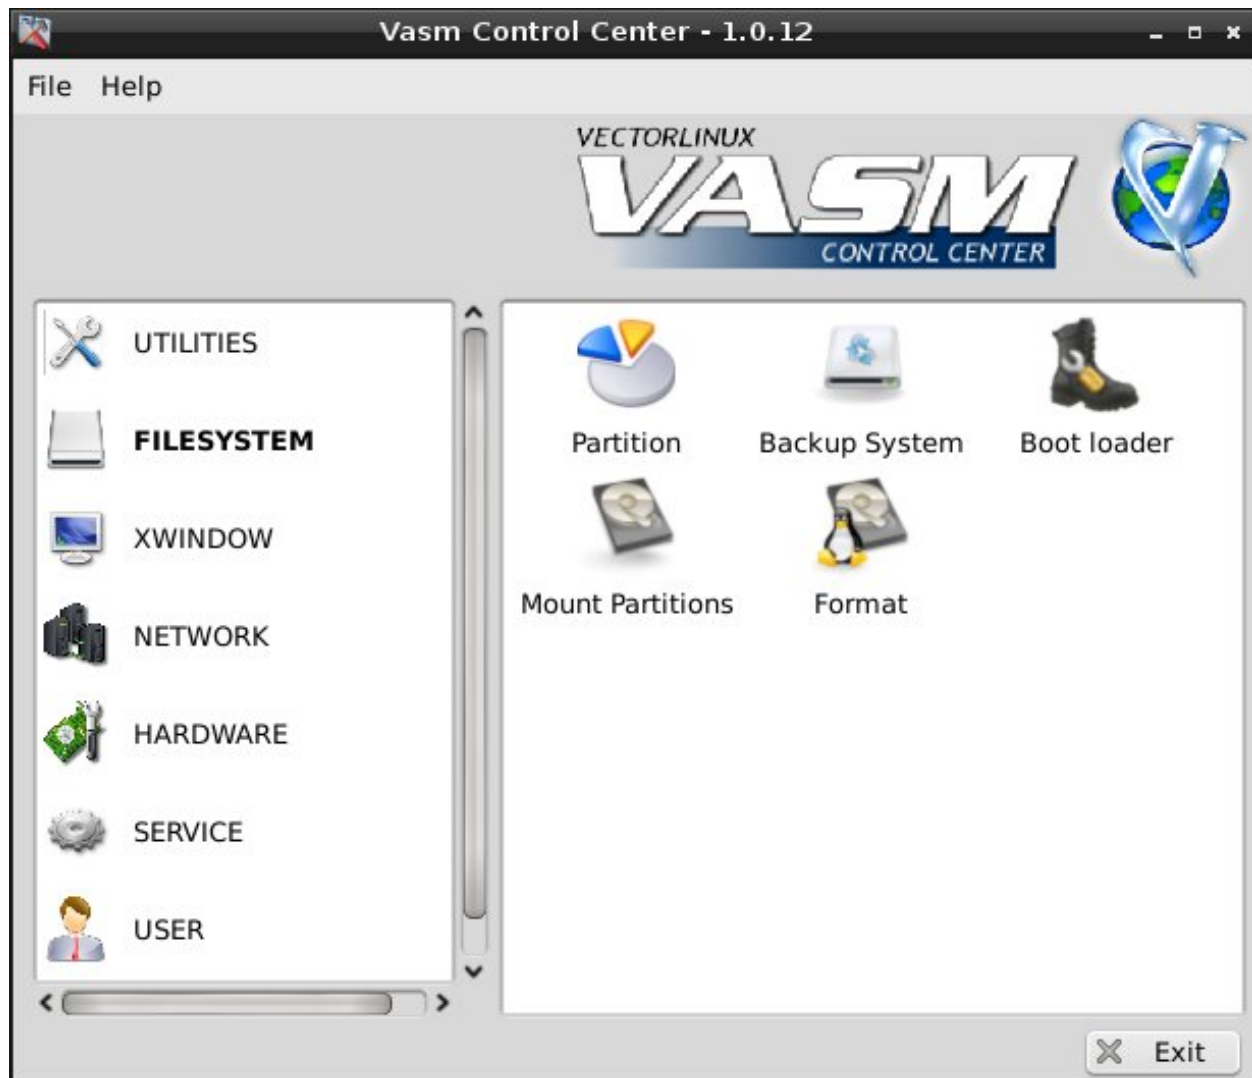 Vasm Control Center - 1.0.12
File Help
VECTORLINUX
VASM
CONTROL CENTER
UTILITIES
FILESYSTEM
XWINDOW
NETWORK
HARDWARE
SERVICE
USER
Partition Backup System Boot loader
Mount Partitions Format
Exit